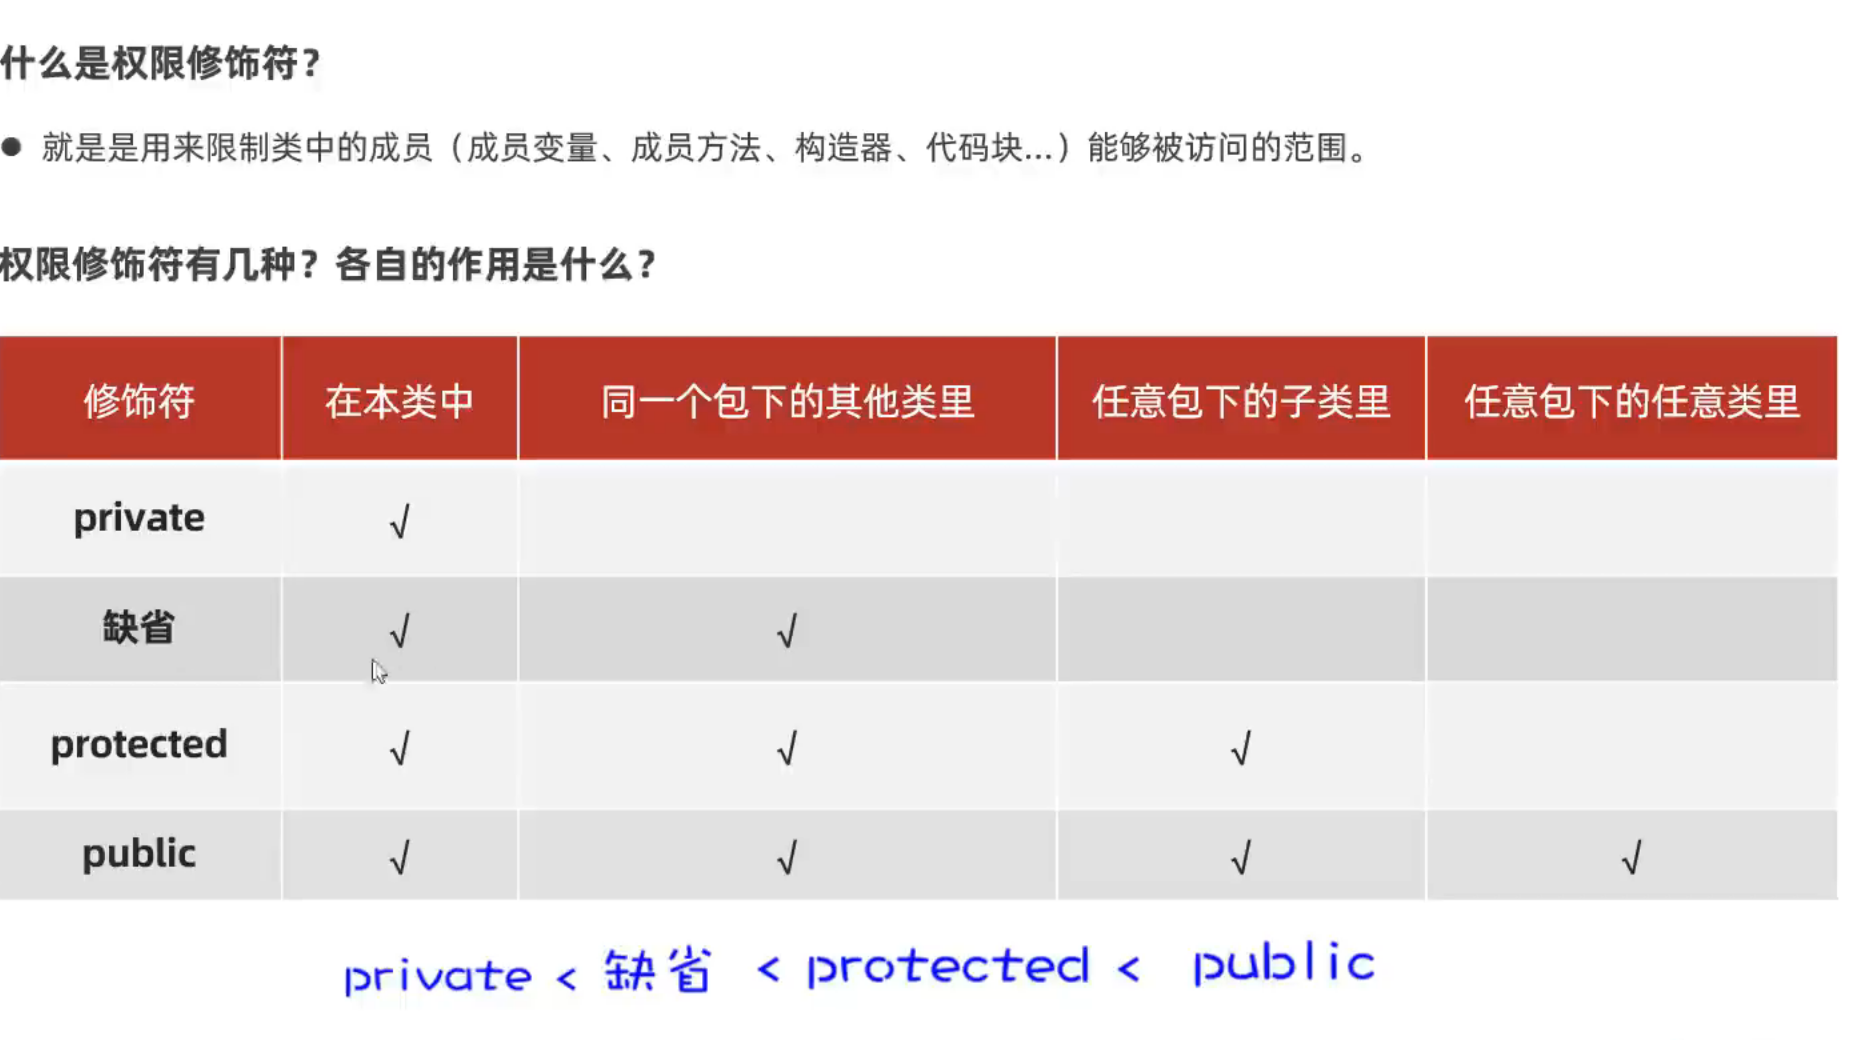 什么是权限修饰符？
● 就是是用来限制类中的成员（成员变量、成员方法、构造器、代码块...）能够被访问的范围。
权限修饰符有几种？各自的作用是什么？
修饰符 在本类中 同一个包下的其他类里 任意包下的子类里 任意包下的任意类里
private √
缺省 √ √
protected √ √ √
public √ √ √ √
private < 缺省 < protected < public